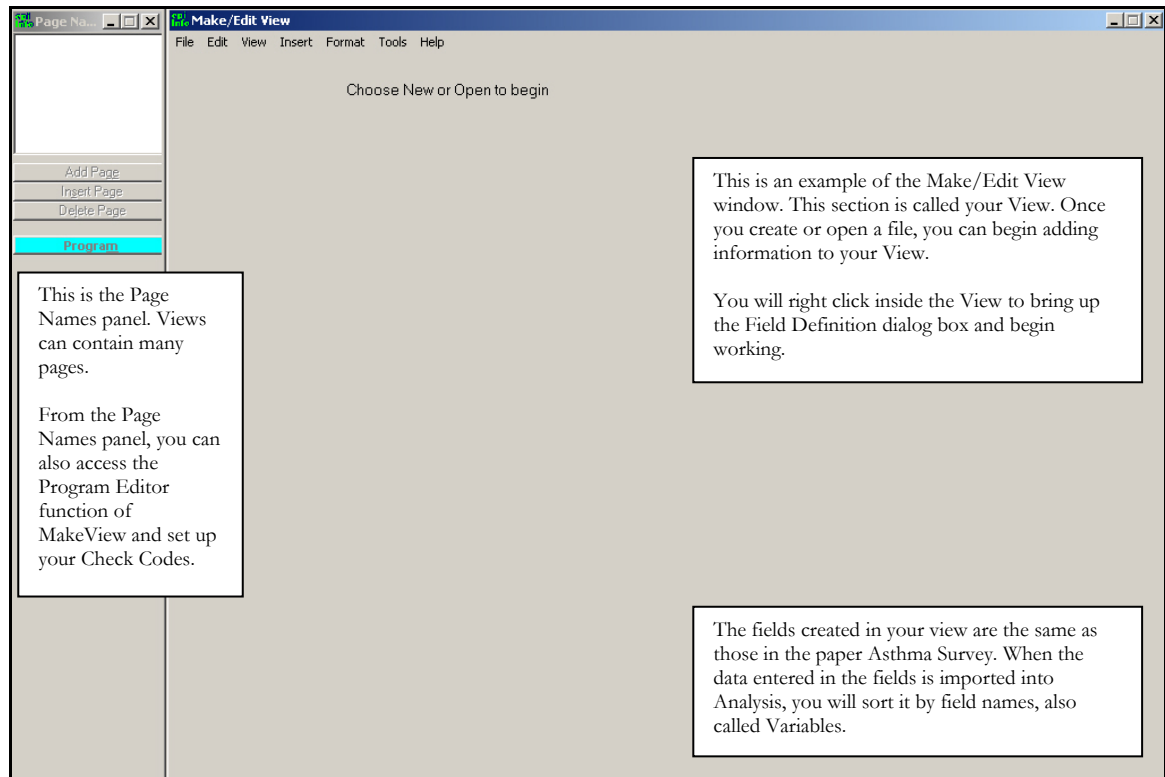 Page Na...
Make/Edit View
File Edit View Insert Format Tools Help
Choose New or Open to begin
Add Page
Insert Page
Delete Page
Program
This is the Page
Names panel. Views
can contain many
pages.
From the Page
Names panel, you can
also access the
Program Editor
function of
MakeView and set up
your Check Codes.
This is an example of the Make/Edit View
window. This section is called your View. Once
you create or open a file, you can begin adding
information to your View.
You will right click inside the View to bring up
the Field Definition dialog box and begin
working.
The fields created in your view are the same as
those in the paper Asthma Survey. When the
data entered in the fields is imported into
Analysis, you will sort it by field names, also
called Variables.